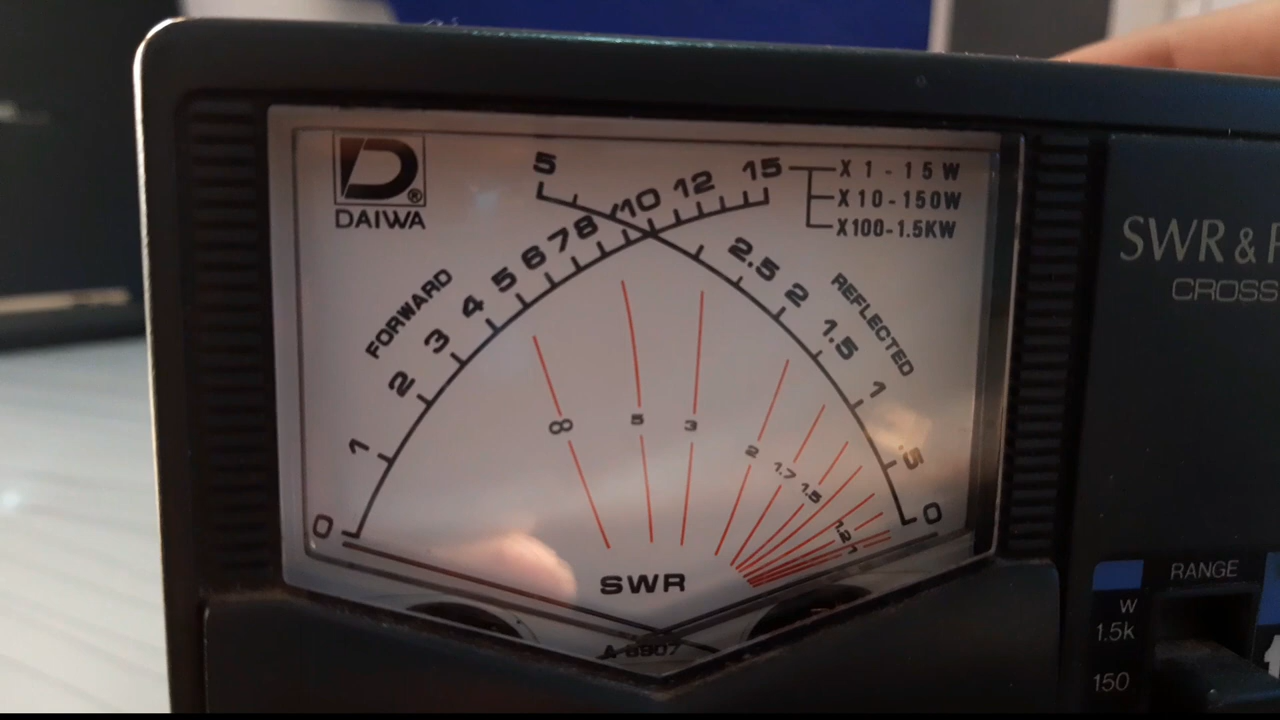 DAIWA
®
5
10 12 15
X 1 - 15 W
X 10 - 150W
X100-1.5KW
FORWARD
0 1 2 3 4 5 6 7 8
REFLECTED
2.5 2 1.5 1 .5 0
∞ 5 3 2 1.7 1.5 1.2 1
SWR
SWR &
CROSS
RANGE
W
1.5k
150